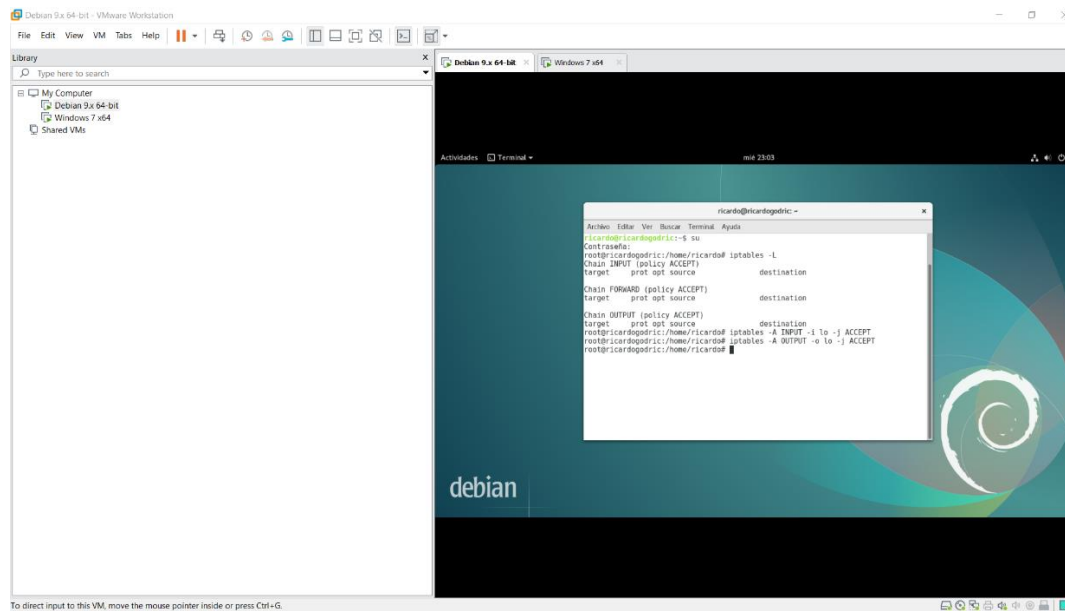 Debian 9.x 64-bit - VMware Workstation
File Edit View VM Tabs Help
Library
Type here to search
My Computer
Debian 9.x 64-bit
Windows 7 x64
Shared VMs
Debian 9.x 64-bit
Windows 7 x64
Actividades Terminal mié 23:03
ricardo@ricardogodric: ~
Archivo Editar Ver Buscar Terminal Ayuda
ricardo@ricardogodric:~$ su
Contraseña:
root@ricardogodric:/home/ricardo# iptables -L
Chain INPUT (policy ACCEPT)
target prot opt source destination
Chain FORWARD (policy ACCEPT)
target prot opt source destination
Chain OUTPUT (policy ACCEPT)
target prot opt source destination
root@ricardogodric:/home/ricardo# iptables -A INPUT -i lo -j ACCEPT
root@ricardogodric:/home/ricardo# iptables -A OUTPUT -o lo -j ACCEPT
root@ricardogodric:/home/ricardo#
debian
To direct input to this VM, move the mouse pointer inside or press Ctrl+G.